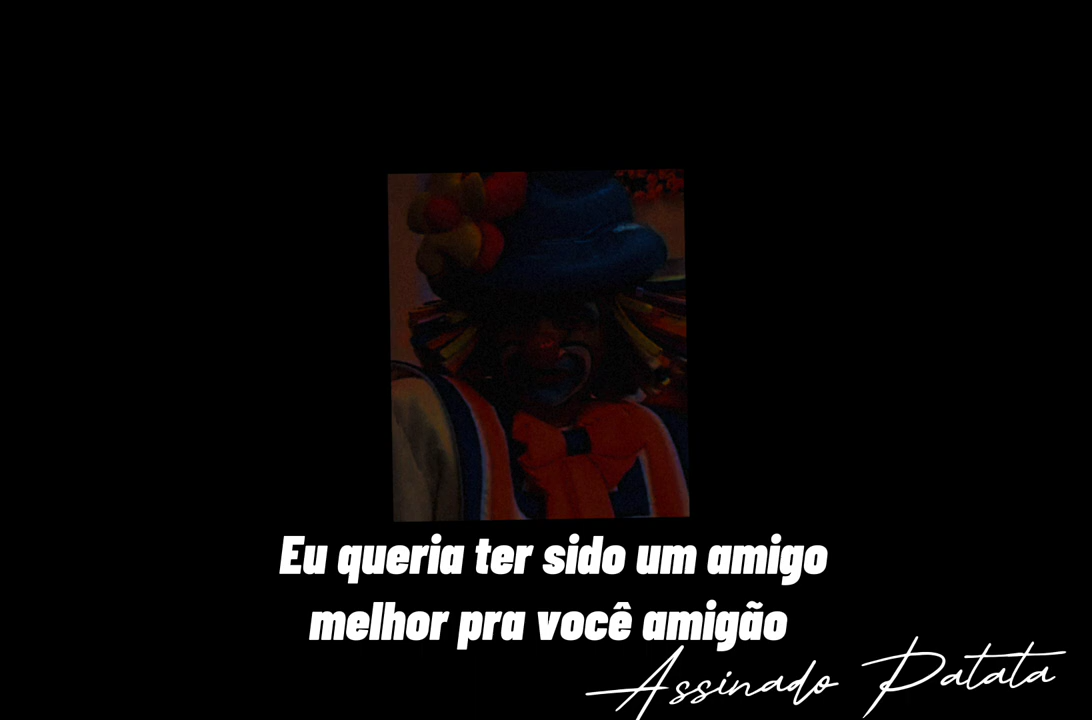 Eu queria ter sido um amigo
melhor pra você amigão
Assinado Patata